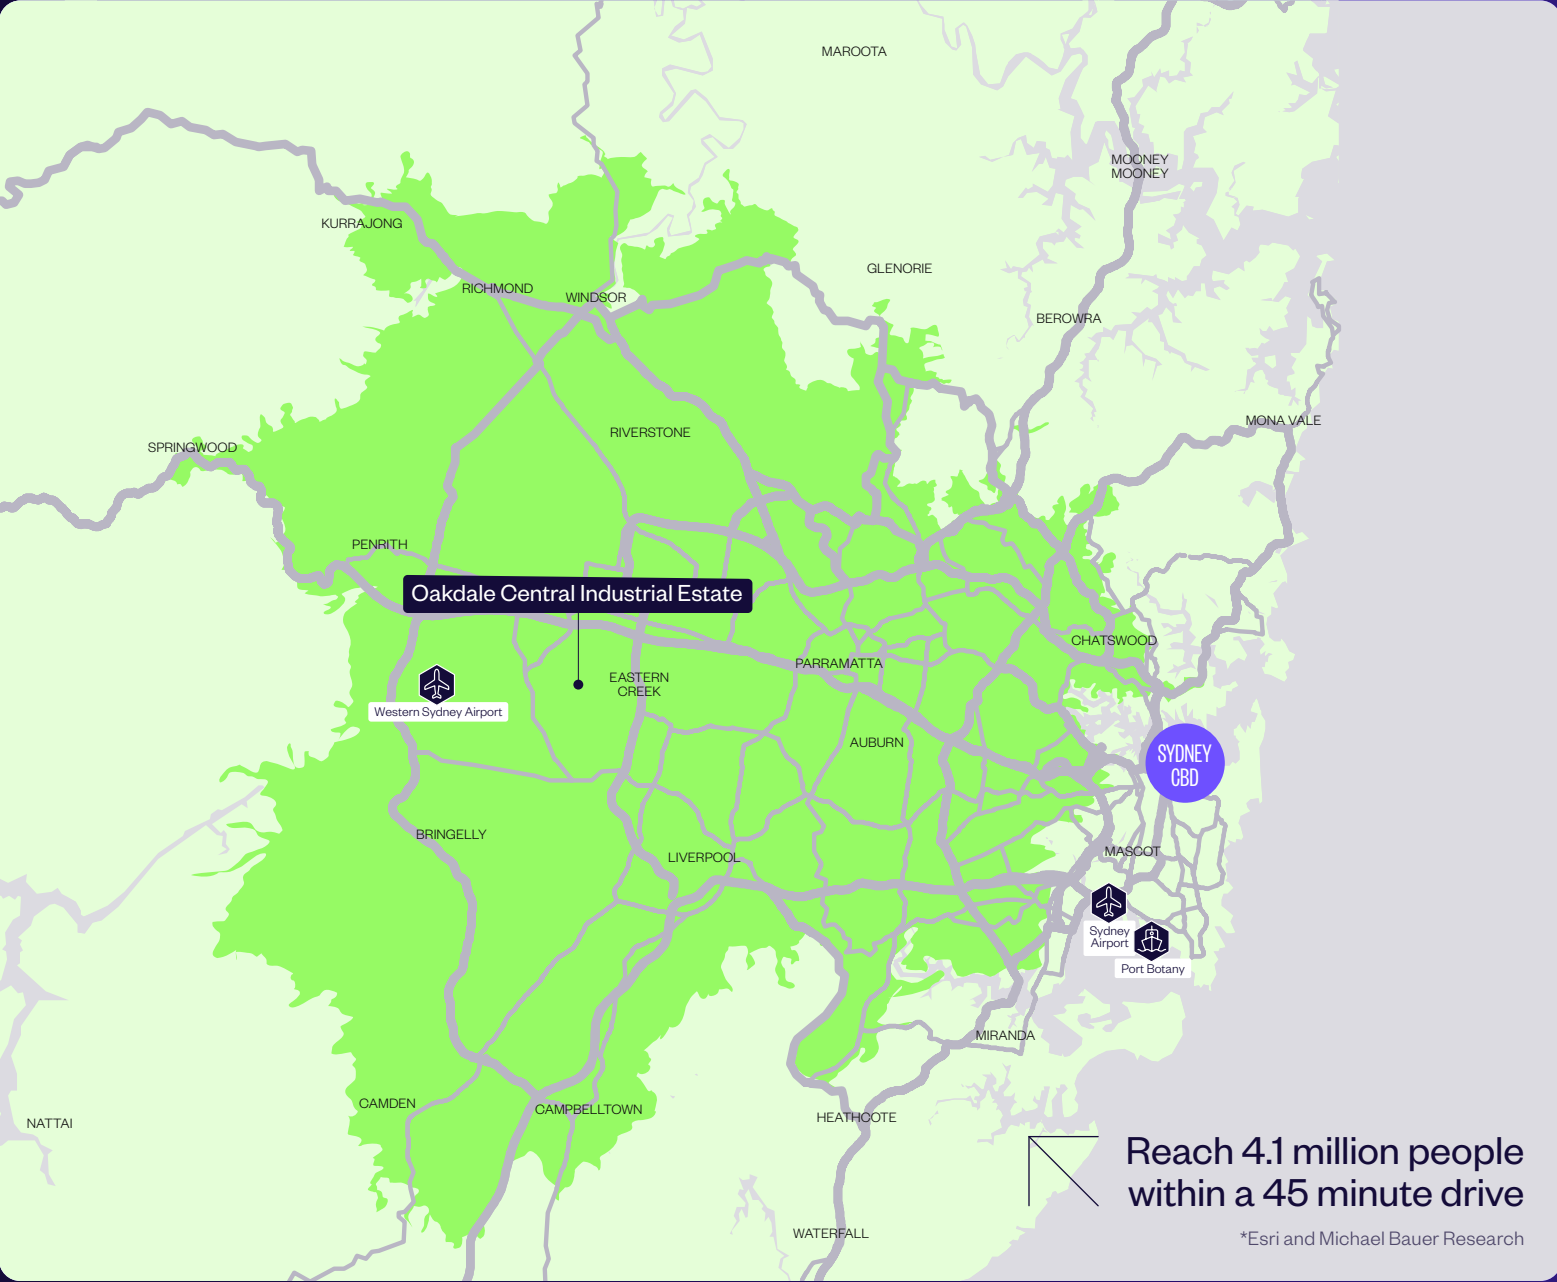 MAROOTA
MOONEY
MOONEY
KURRAJONG
GLENORIE
RICHMOND
WINDSOR
BEROWRA
MONA VALE
RIVERSTONE
SPRINGWOOD
PENRITH
Oakdale Central Industrial Estate
CHATSWOOD
PARRAMATTA
EASTERN
CREEK
Western Sydney Airport
AUBURN
SYDNEY
CBD
BRINGELLY
MASCOT
LIVERPOOL
Sydney
Airport
Port Botany
MIRANDA
CAMDEN
CAMPBELLTOWN
HEATHCOTE
NATTAI
Reach 4.1 million people
within a 45 minute drive
WATERFALL
*Esri and Michael Bauer Research